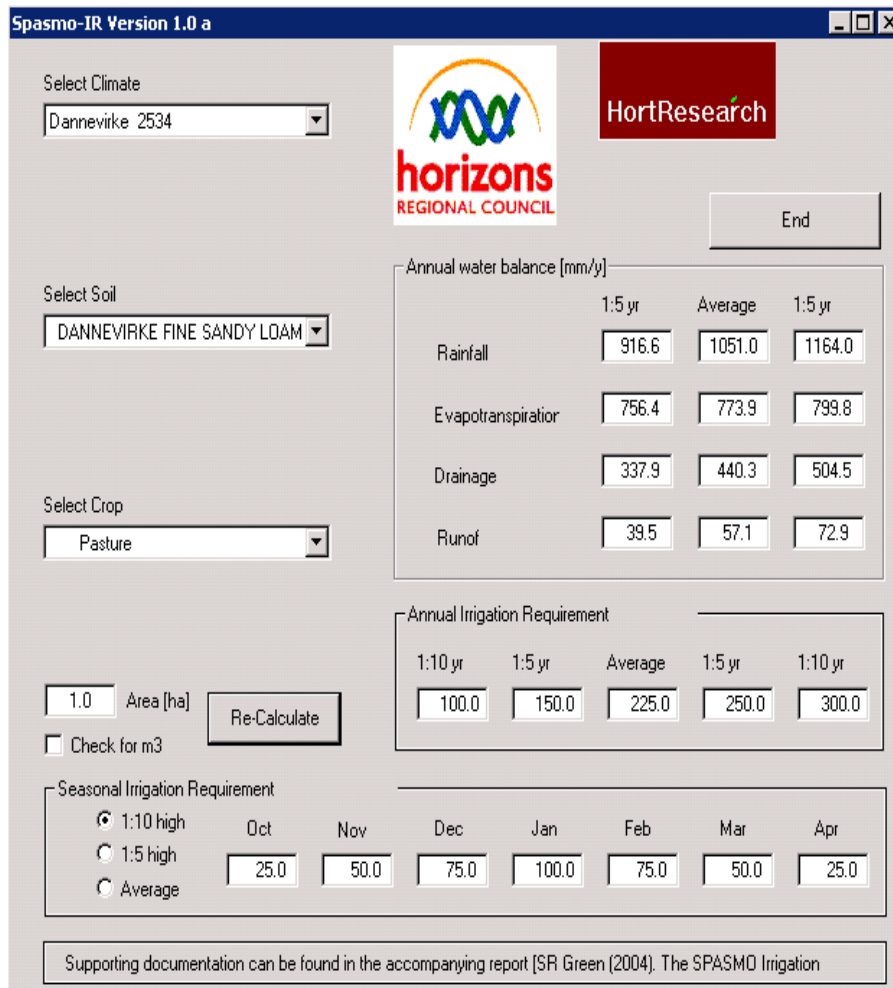 Spasmo-IR Version 1.0 a
Select Climate
Dannevirke 2534
horizons
REGIONAL COUNCIL
HortResearch
End
Select Soil
DANNEVIRKE FINE SANDY LOAM
Select Crop
Pasture
Annual water balance [mm/y]
1:5 yr Average 1:5 yr
Rainfall 916.6 1051.0 1164.0
Evapotranspiration 756.4 773.9 799.8
Drainage 337.9 440.3 504.5
Runof 39.5 57.1 72.9
Annual Irrigation Requirement
1:10 yr 1:5 yr Average 1:5 yr 1:10 yr
100.0 150.0 225.0 250.0 300.0
1.0 Area [ha]
Re-Calculate
Check for m3
Seasonal Irrigation Requirement
1:10 high
1:5 high
Average
Oct Nov Dec Jan Feb Mar Apr
25.0 50.0 75.0 100.0 75.0 50.0 25.0
Supporting documentation can be found in the accompanying report [SR Green (2004). The SPASMO Irrigation